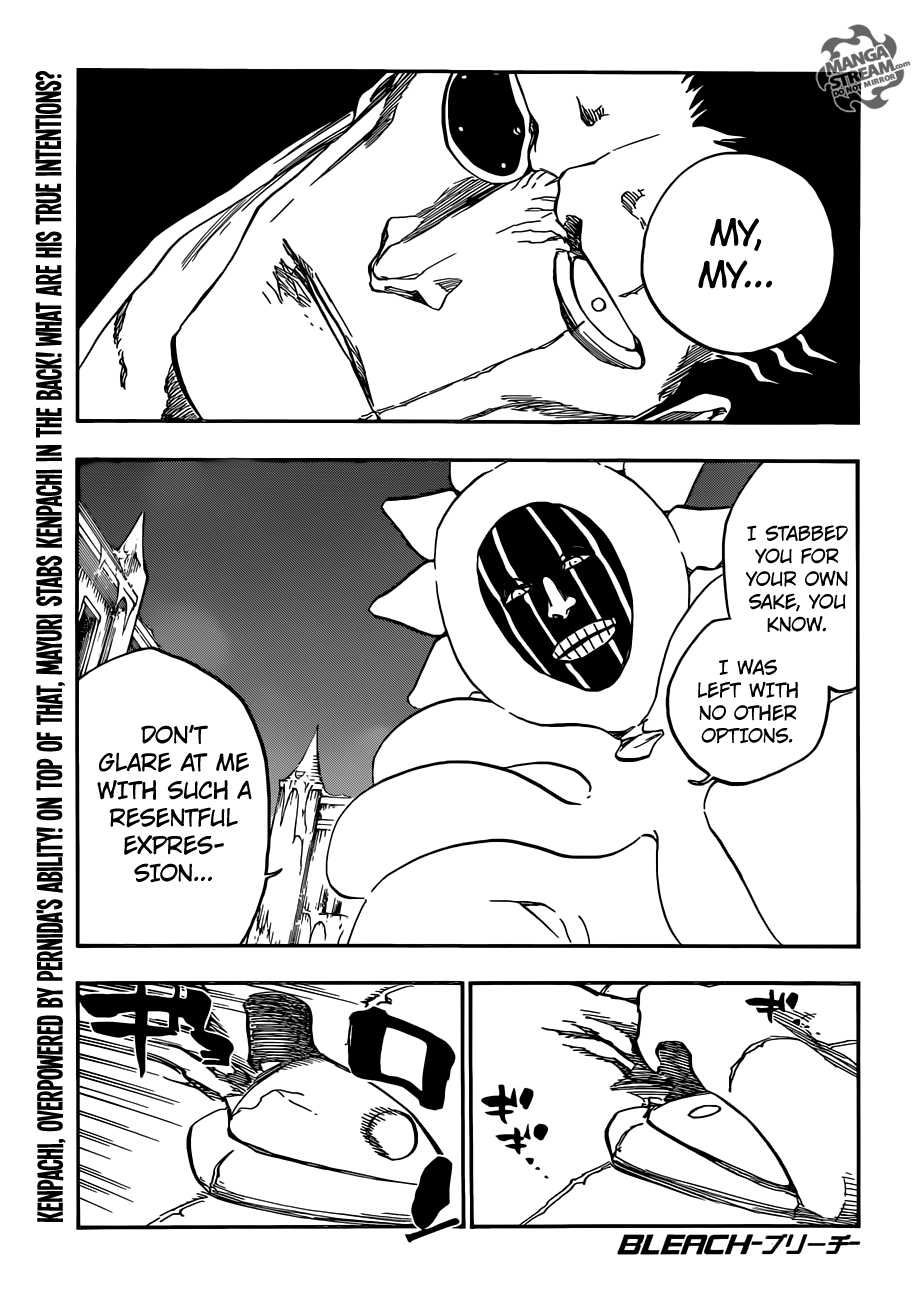 KENPACHI, OVERPOWERED BY PERNIDA'S ABILITY! ON TOP OF THAT, MAYURI STABS KENPACHI IN THE BACK! WHAT ARE HIS TRUE INTENTIONS?
MANGA
STREAM.com
DO NOT MIRROR
MY,
MY...
I STABBED
YOU FOR
YOUR OWN
SAKE, YOU
KNOW.
I WAS
LEFT WITH
NO OTHER
OPTIONS.
DON'T
GLARE AT ME
WITH SUCH A
RESENTFUL
EXPRES-
SION...
ギ
ギギ...
ギロッ
BLEACH-ブリーチ-